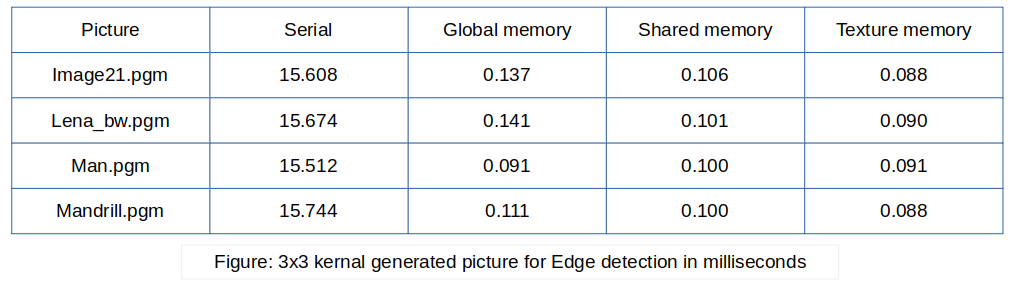 Picture Serial Global memory Shared memory Texture memory
Image21.pgm 15.608 0.137 0.106 0.088
Lena_bw.pgm 15.674 0.141 0.101 0.090
Man.pgm 15.512 0.091 0.100 0.091
Mandrill.pgm 15.744 0.111 0.100 0.088
Figure: 3x3 kernal generated picture for Edge detection in milliseconds